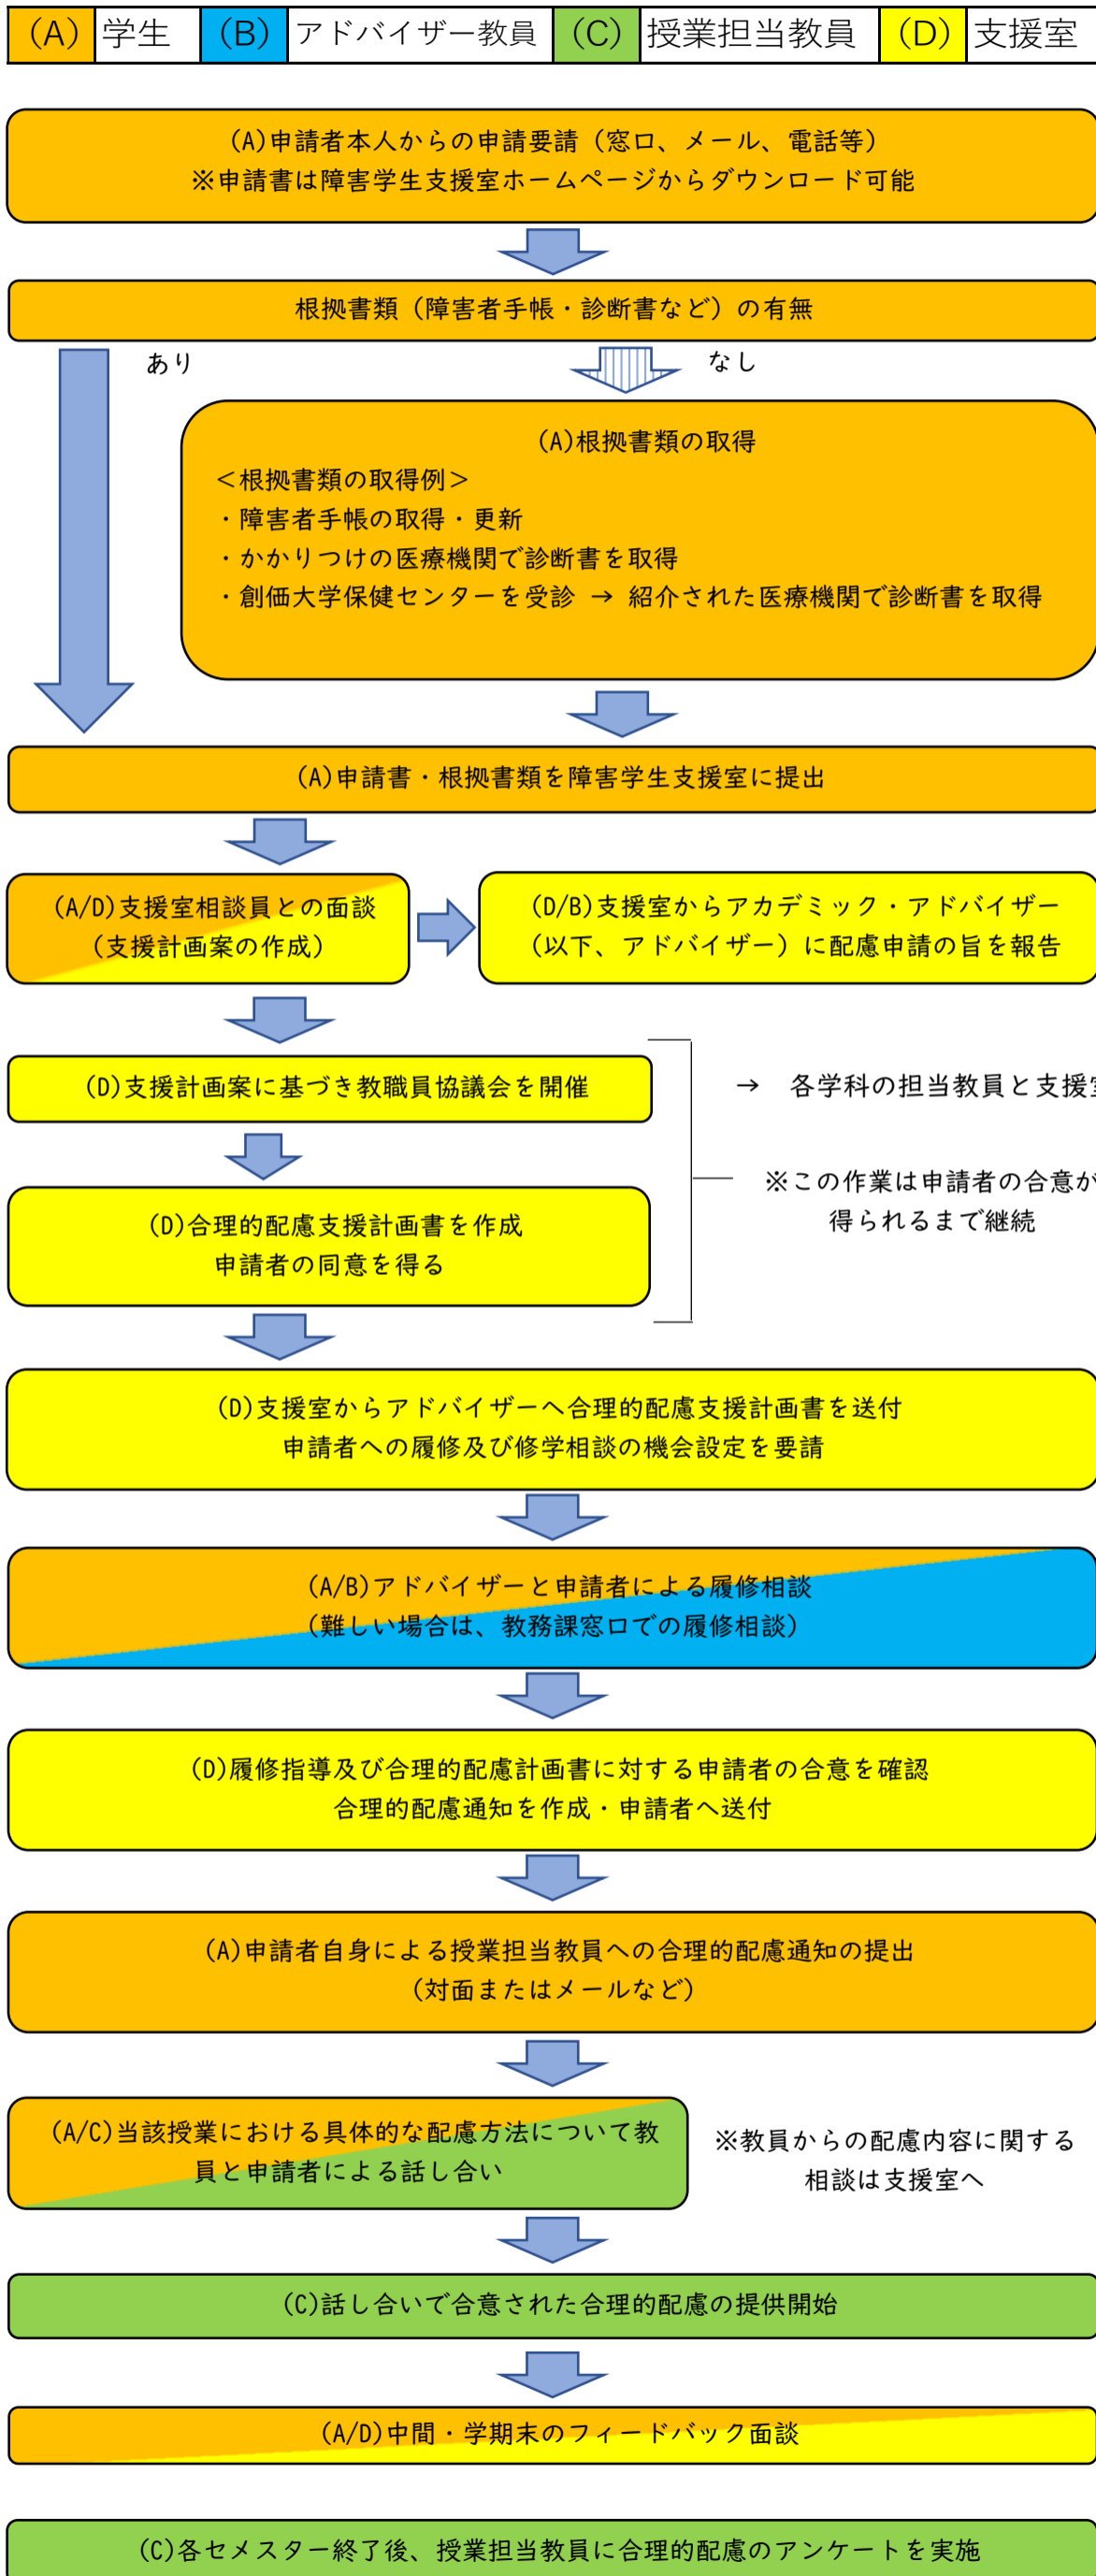 (A) 学生 (B) アドバイザー教員 (C) 授業担当教員 (D) 支援室
(A)申請者本人からの申請要請（窓口、メール、電話等）
※申請書は障害学生支援室ホームページからダウンロード可能
根拠書類（障害者手帳・診断書など）の有無
あり
なし
(A)根拠書類の取得
＜根拠書類の取得例＞
・障害者手帳の取得・更新
・かかりつけの医療機関で診断書を取得
・創価大学保健センターを受診 → 紹介された医療機関で診断書を取得
(A)申請書・根拠書類を障害学生支援室に提出
(A/D)支援室相談員との面談
（支援計画案の作成）
(D/B)支援室からアカデミック・アドバイザー
（以下、アドバイザー）に配慮申請の旨を報告
(D)支援計画案に基づき教職員協議会を開催
→ 各学科の担当教員と支援室
(D)合理的配慮支援計画書を作成
申請者の同意を得る
※この作業は申請者の合意が
得られるまで継続
(D)支援室からアドバイザーへ合理的配慮支援計画書を送付
申請者への履修及び修学相談の機会設定を要請
(A/B)アドバイザーと申請者による履修相談
（難しい場合は、教務課窓口での履修相談）
(D)履修指導及び合理的配慮計画書に対する申請者の合意を確認
合理的配慮通知を作成・申請者へ送付
(A)申請者自身による授業担当教員への合理的配慮通知の提出
（対面またはメールなど）
(A/C)当該授業における具体的な配慮方法について教
員と申請者による話し合い
※教員からの配慮内容に関する
相談は支援室へ
(C)話し合いで合意された合理的配慮の提供開始
(A/D)中間・学期末のフィードバック面談
(C)各セメスター終了後、授業担当教員に合理的配慮のアンケートを実施